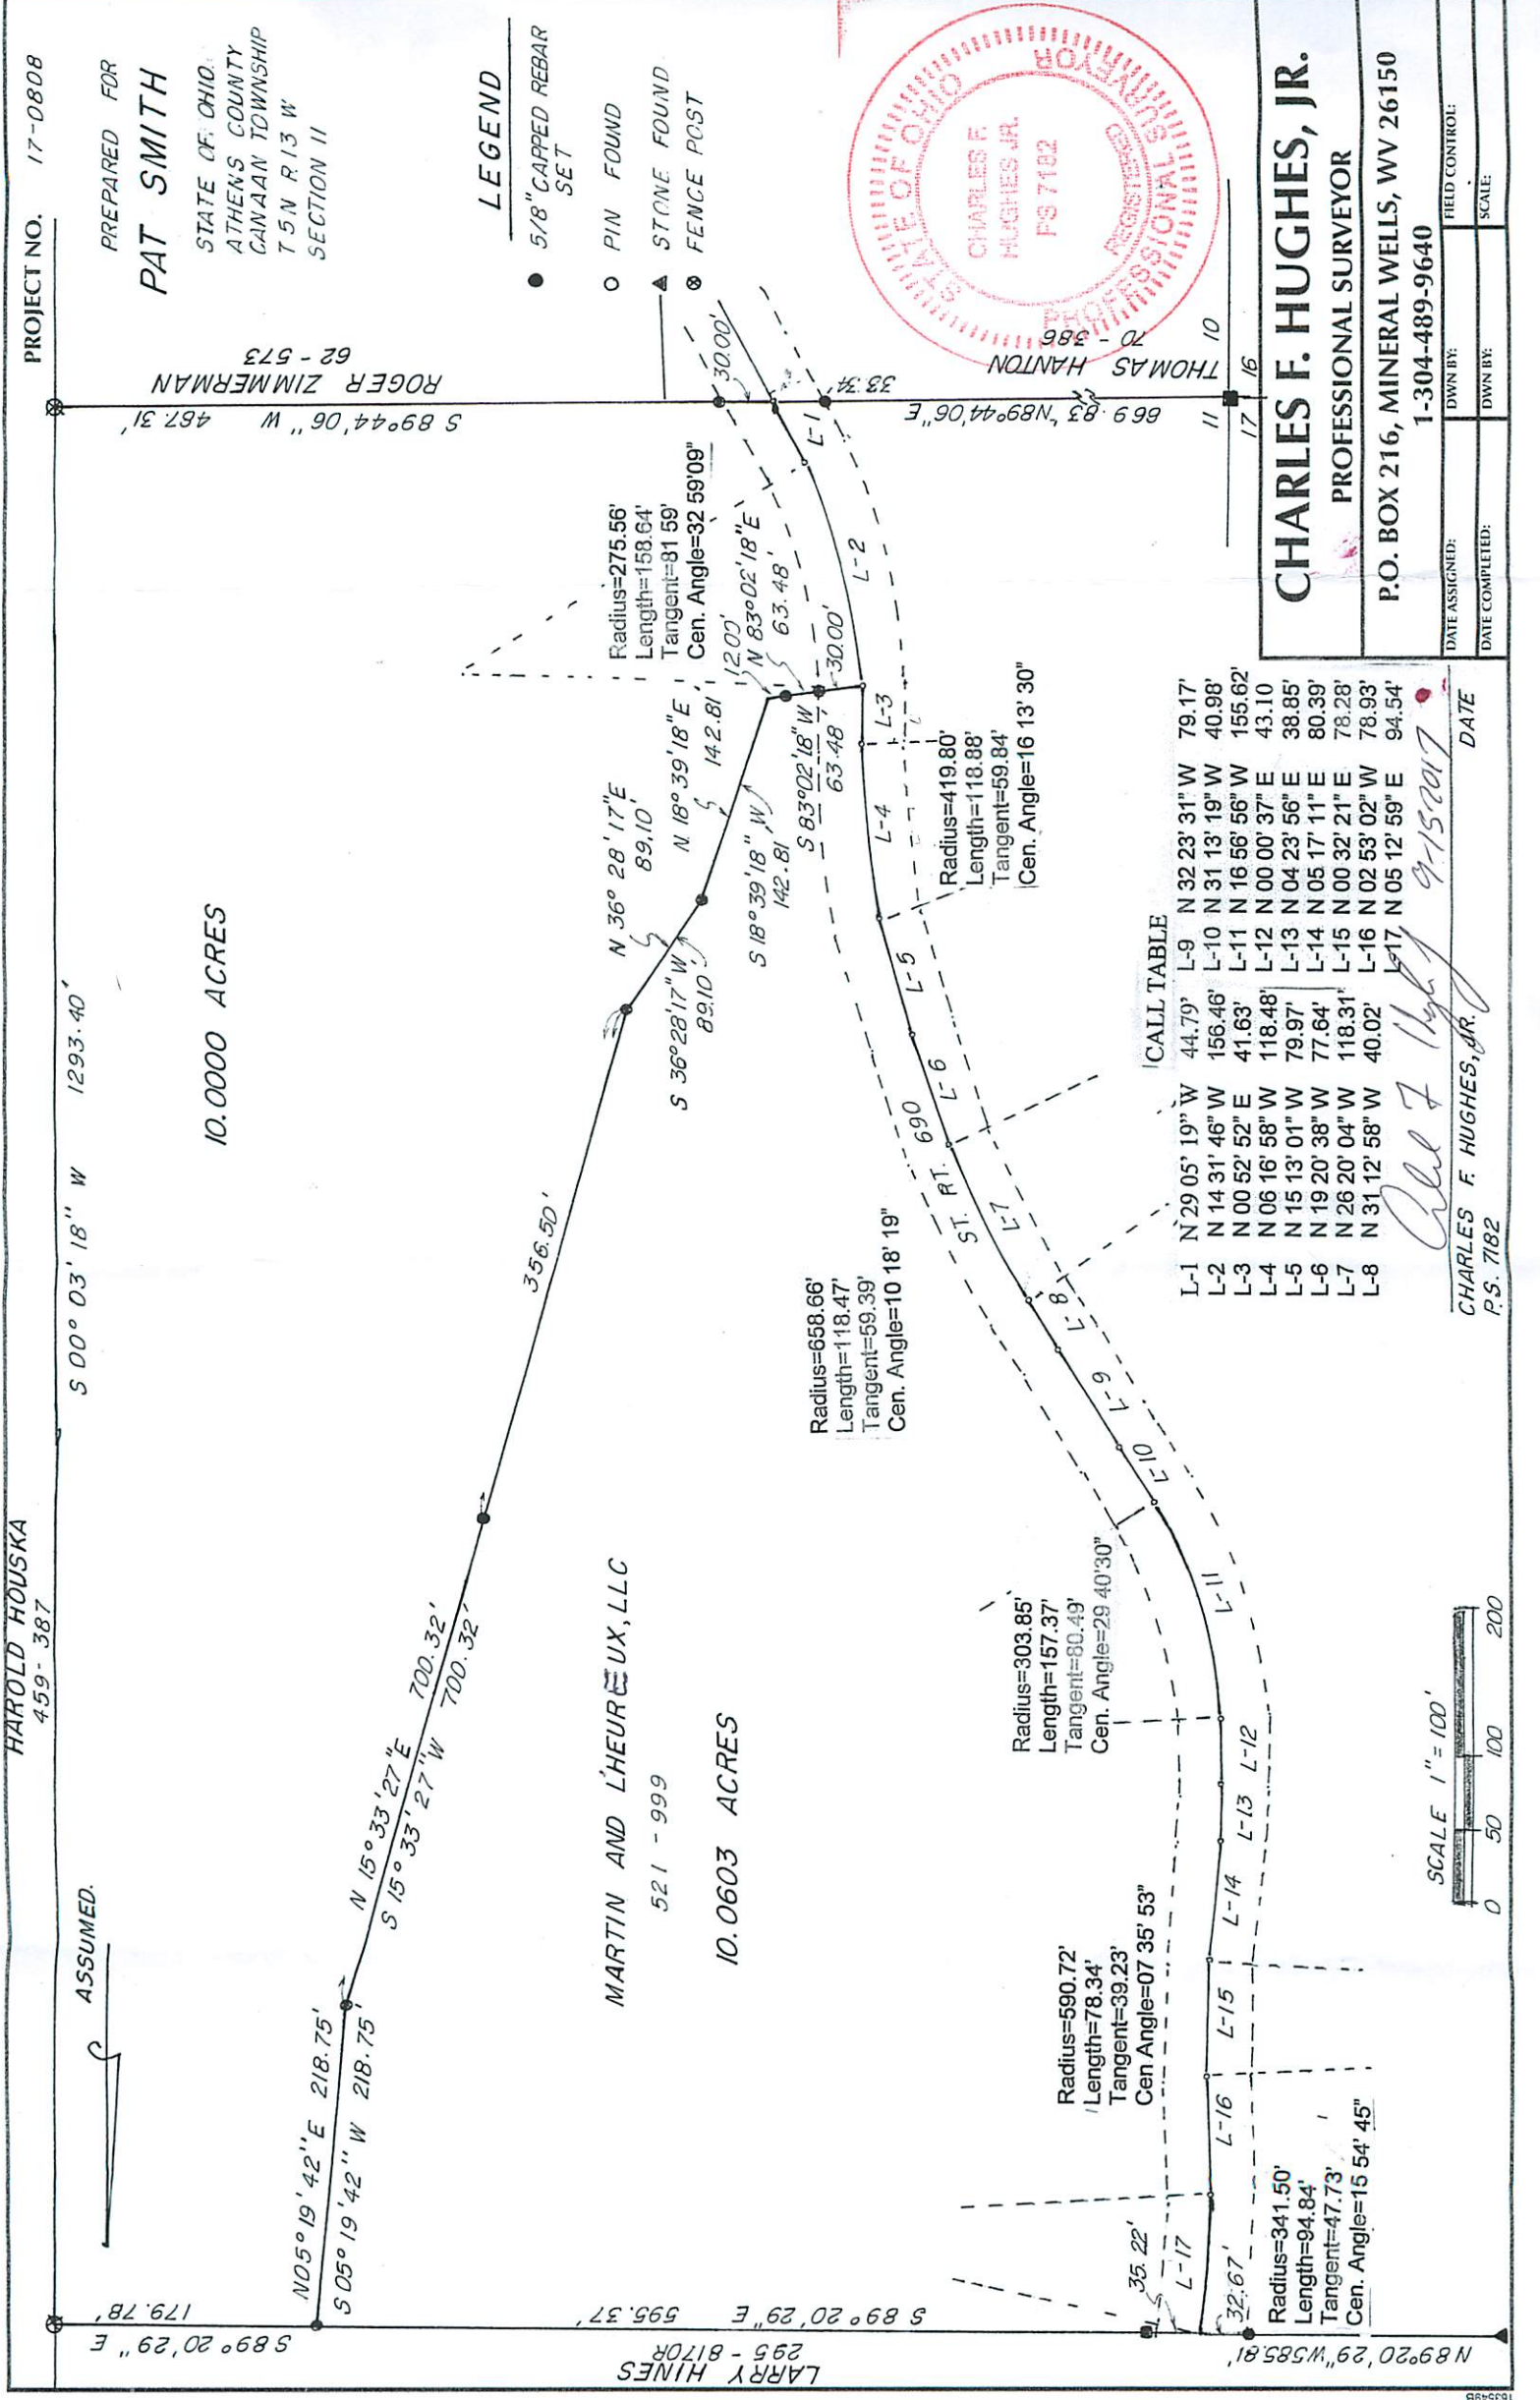 PROJECT NO. 17-0808
PREPARED FOR
PAT SMITH
STATE OF OHIO.
ATHENS COUNTY
CANAAN TOWNSHIP
T 5 N R 13 W
SECTION 11
LEGEND
5/8" CAPPED REBAR
SET
PIN FOUND
STONE FOUND
FENCE POST
HAROLD HOUSKA
459-387
S 00° 03' 18" W 1293.40'
ASSUMED.
10.0000 ACRES
ROGER ZIMMERMAN
62-573
S 89°44'06" W 467.31'
30.00'
33.34'
669.83 N89°44'06"E
THOMAS HANTON
70-386
11
10
17
16
STATE OF OHIO
CHARLES F.
HUGHES JR.
PS 7182
REGISTERED
PROFESSIONAL SURVEYOR
N05°19'42"E 218.75'
S05°19'42"W 218.75'
N 15°33'27"E 700.32'
S 15°33'27"W 700.32'
356.50'
N 36° 28'17"E
89.10'
S 36°28'17"W
89.10'
N 18°39'18"E
142.81'
S 18°39'18"W
142.81
12.00'
N 83°02'18"E
63.48'
S 83°02'18"W
63.48'
30.00'
Radius=275.56'
Length=158.64'
Tangent=81 59'
Cen. Angle=32 59'09"
Radius=419.80'
Length=118.88'
Tangent=59.84'
Cen. Angle=16 13' 30"
Radius=658.66'
Length=118.47'
Tangent=59.39'
Cen. Angle=10 18' 19"
Radius=303.85'
Length=157.37'
Tangent=80.49'
Cen. Angle=29 40'30"
Radius=590.72'
Length=78.34'
Tangent=39.23'
Cen Angle=07 35' 53"
Radius=341.50'
Length=94.84'
Tangent=47.73'
Cen. Angle=15 54' 45"
MARTIN AND L'HEUREUX, LLC
521-999
10.0603 ACRES
ST. RT. 690
L-1
L-2
L-3
L-4
L-5
L-6
L-7
L-8
L-9
L-10
L-11
L-12
L-13
L-14
L-15
L-16
L-17
S 89°20'29" E 179.78'
S 89°20'29" E 595.37'
LARRY HINES
295-817OR
35.22'
32.67'
N89°20'29"W585.81'
CALL TABLE
L-1 N 29 05' 19" W 44.79'
L-2 N 14 31' 46" W 156.46'
L-3 N 00 52' 52" E 41.63'
L-4 N 06 16' 58" W 118.48'
L-5 N 15 13' 01" W 79.97'
L-6 N 19 20' 38" W 77.64'
L-7 N 26 20' 04" W 118.31'
L-8 N 31 12' 58" W 40.02'
L-9 N 32 23' 31" W 79.17'
L-10 N 31 13' 19" W 40.98'
L-11 N 16 56' 56" W 155.62'
L-12 N 00 00' 37" E 43.10
L-13 N 04 23' 56" E 38.85'
L-14 N 05 17' 11" E 80.39'
L-15 N 00 32' 21" E 78.28'
L-16 N 02 53' 02" W 78.93'
L-17 N 05 12' 59" E 94.54'
9-15-2017
CHARLES F. HUGHES, JR. DATE
P.S. 7182
SCALE 1"=100'
0 50 100 200
CHARLES F. HUGHES, JR.
PROFESSIONAL SURVEYOR
P.O. BOX 216, MINERAL WELLS, WV 26150
1-304-489-9640
DATE ASSIGNED: DWN BY: FIELD CONTROL:
DATE COMPLETED: DWN BY: SCALE: